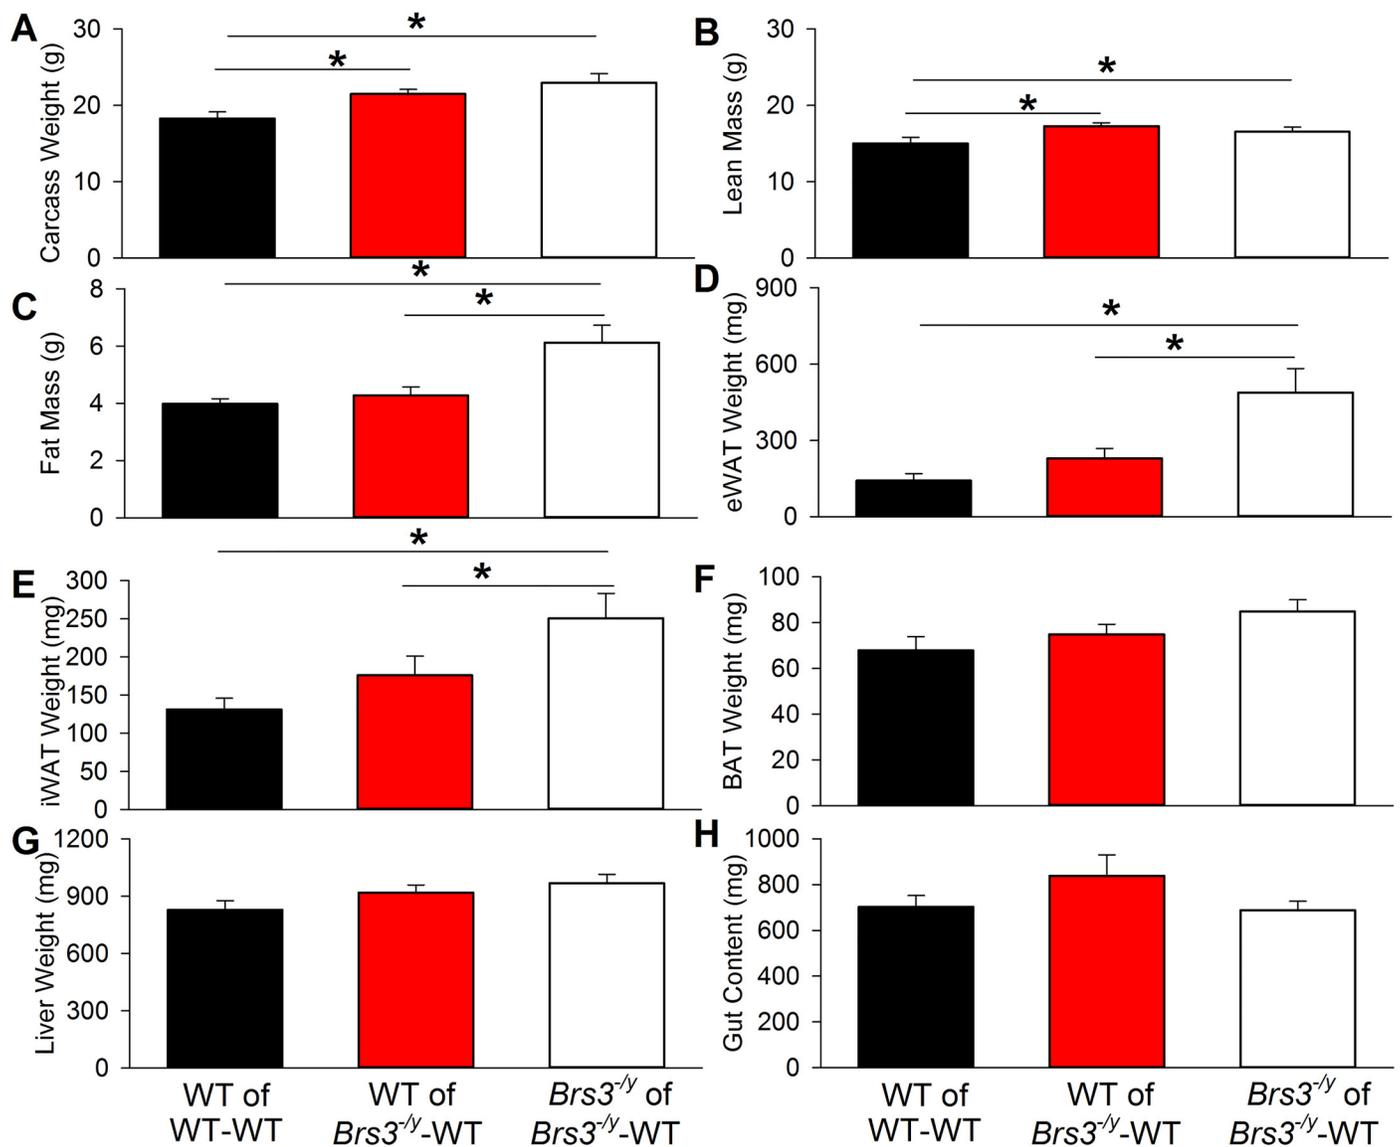 A
Carcass Weight (g)
30
20
10
0
*
*
B
Lean Mass (g)
30
20
10
0
*
*
C
Fat Mass (g)
8
6
4
2
0
*
*
D
eWAT Weight (mg)
900
600
300
0
*
*
E
iWAT Weight (mg)
300
250
200
150
100
50
0
*
*
F
BAT Weight (mg)
100
80
60
40
20
0
G
Liver Weight (mg)
1200
900
600
300
0
WT of
WT-WT
WT of
Brs3-/y-WT
Brs3-/y of
Brs3-/y-WT
H
Gut Content (mg)
1000
800
600
400
200
0
WT of
WT-WT
WT of
Brs3-/y-WT
Brs3-/y of
Brs3-/y-WT